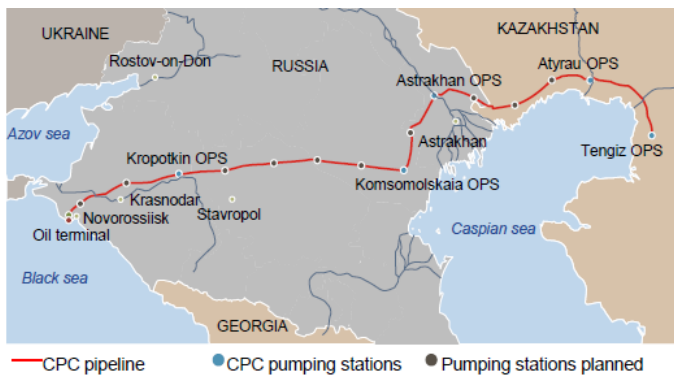 UKRAINE
KAZAKHSTAN
Rostov-on-Don
RUSSIA
Atyrau OPS
Astrakhan OPS
Azov sea
Astrakhan
Tengiz OPS
Kropotkin OPS
Komsomolskaia OPS
Krasnodar
Stavropol
Novorossiisk
Oil terminal
Caspian sea
Black sea
GEORGIA
CPC pipeline
CPC pumping stations
Pumping stations planned